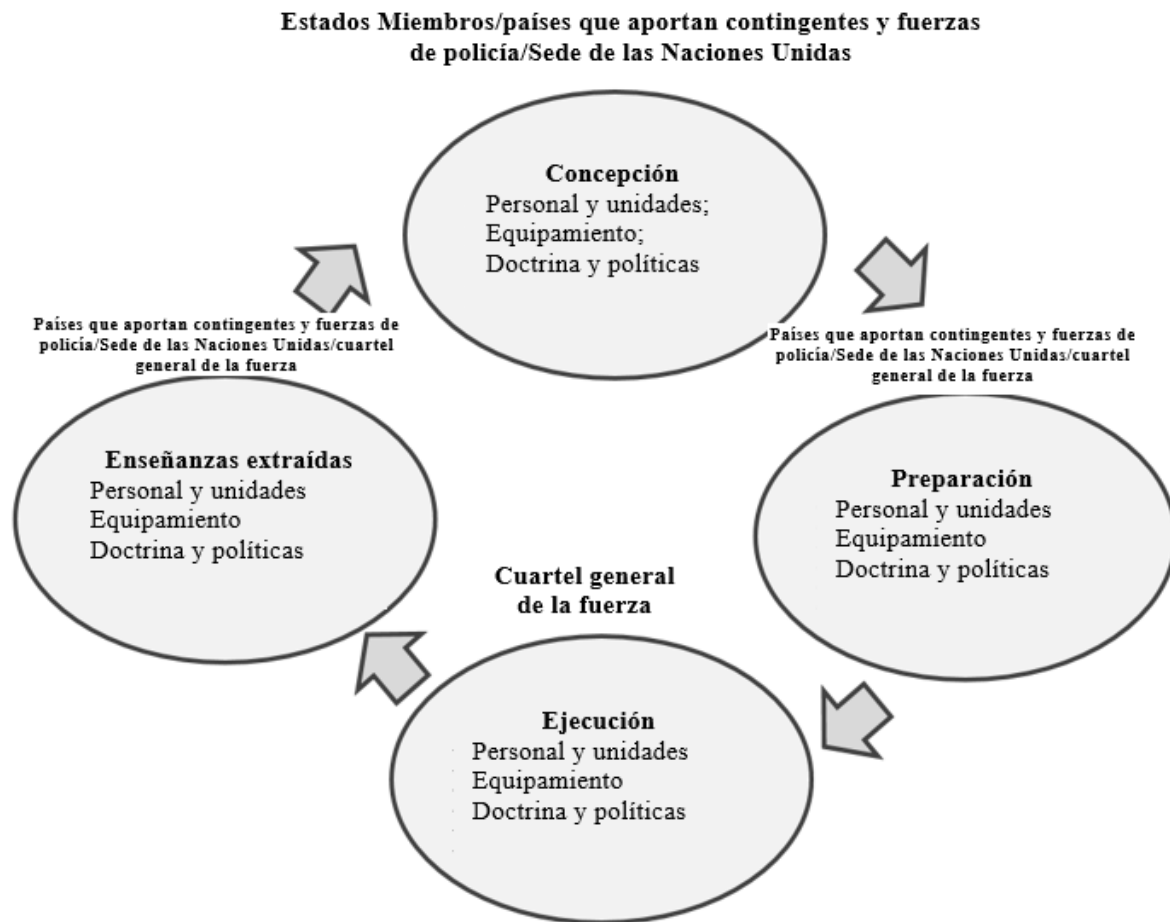 Estados Miembros/países que aportan contingentes y fuerzas
de policía/Sede de las Naciones Unidas
Concepción
Personal y unidades;
Equipamiento;
Doctrina y políticas
Países que aportan contingentes y fuerzas de
policía/Sede de las Naciones Unidas/cuartel
general de la fuerza
Preparación
Personal y unidades
Equipamiento
Doctrina y políticas
Cuartel general
de la fuerza
Ejecución
Personal y unidades
Equipamiento
Doctrina y políticas
Países que aportan contingentes y fuerzas de
policía/Sede de las Naciones Unidas/cuartel
general de la fuerza
Enseñanzas extraídas
Personal y unidades
Equipamiento
Doctrina y políticas